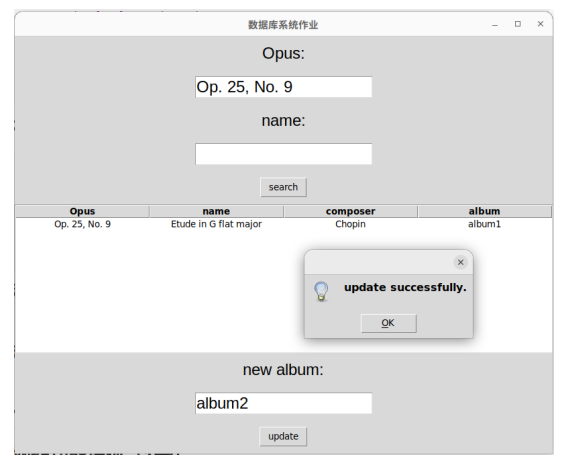 数据库系统作业
Opus:
Op. 25, No. 9
name:
search
Opus name composer album
Op. 25, No. 9 Etude in G flat major Chopin album1
update successfully.
OK
new album:
album2
update